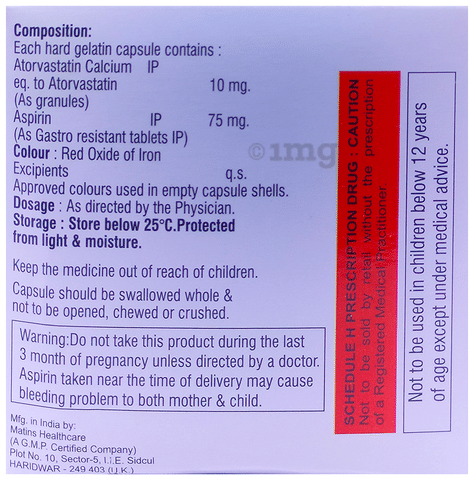 Composition:
Each hard gelatin capsule contains :
Atorvastatin Calcium IP
eq. to Atorvastatin 10 mg.
(As granules)
Aspirin IP 75 mg.
(As Gastro resistant tablets IP)
Colour : Red Oxide of Iron
Excipients q.s.
Approved colours used in empty capsule shells.
Dosage : As directed by the Physician.
Storage : Store below 25°C.Protected
from light & moisture.
Keep the medicine out of reach of children.
Capsule should be swallowed whole &
not to be opened, chewed or crushed.
Warning:Do not take this product during the last
3 month of pregnancy unless directed by a doctor.
Aspirin taken near the time of delivery may cause
bleeding problem to both mother & child.
Mfg. in India by:
Matins Healthcare
(A G.M.P. Certified Company)
Plot No. 10, Sector-5, I.I.E. Sidcul
HARIDWAR - 249 403 (U.K.)
SCHEDULE H PRESCRIPTION DRUG : CAUTION
Not to be sold by retail without the prescription
of a Registered Medical Practitioner.
Not to be used in children below 12 years
of age except under medical advice.
©1mg